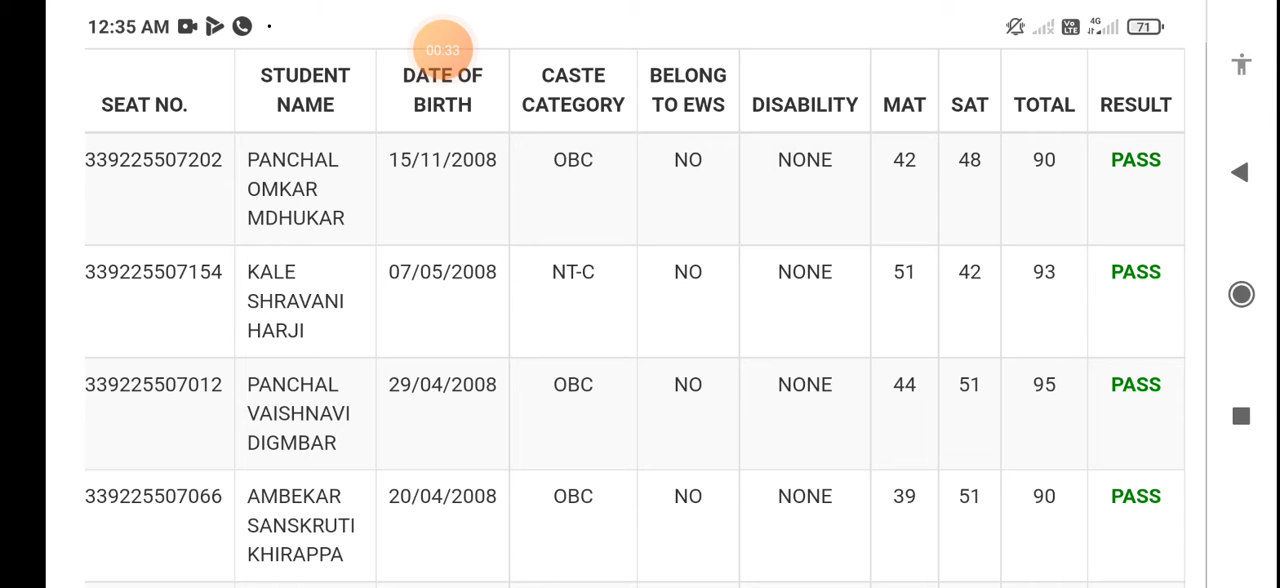 12:35 AM
Vo LTE 4G 71
00:33
SEAT NO. STUDENT NAME DATE OF BIRTH CASTE CATEGORY BELONG TO EWS DISABILITY MAT SAT TOTAL RESULT
339225507202 PANCHAL 15/11/2008 OBC NO NONE 42 48 90 PASS
OMKAR
MDHUKAR
339225507154 KALE 07/05/2008 NT-C NO NONE 51 42 93 PASS
SHRAVANI
HARJI
339225507012 PANCHAL 29/04/2008 OBC NO NONE 44 51 95 PASS
VAISHNAVI
DIGMBAR
339225507066 AMBEKAR 20/04/2008 OBC NO NONE 39 51 90 PASS
SANSKRUTI
KHIRAPPA